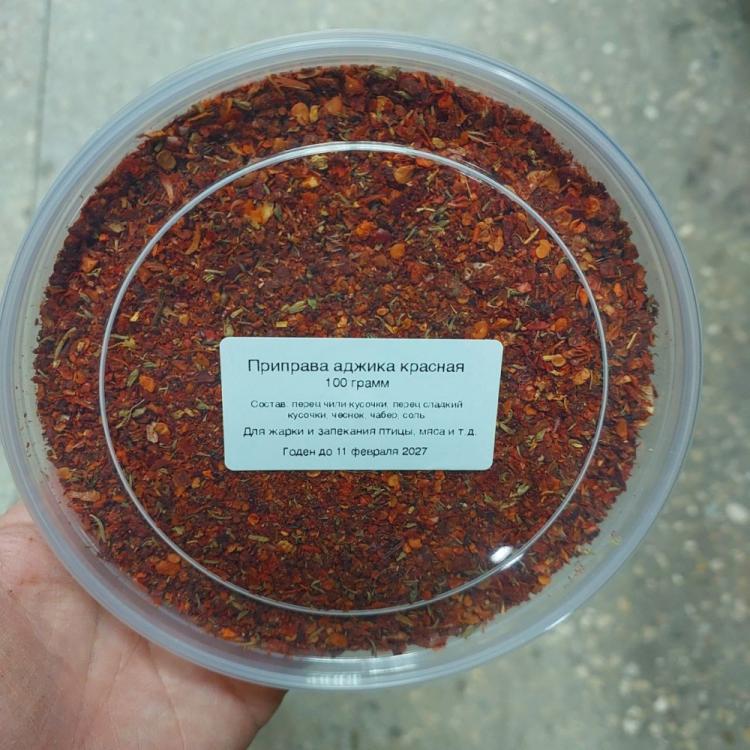 Приправа аджика красная
100 грамм
Состав: перец чили кусочки, перец сладкий
кусочки, чеснок, чабер, соль
Для жарки и запекания птицы, мяса и т.д.
Годен до 11 февраля 2027